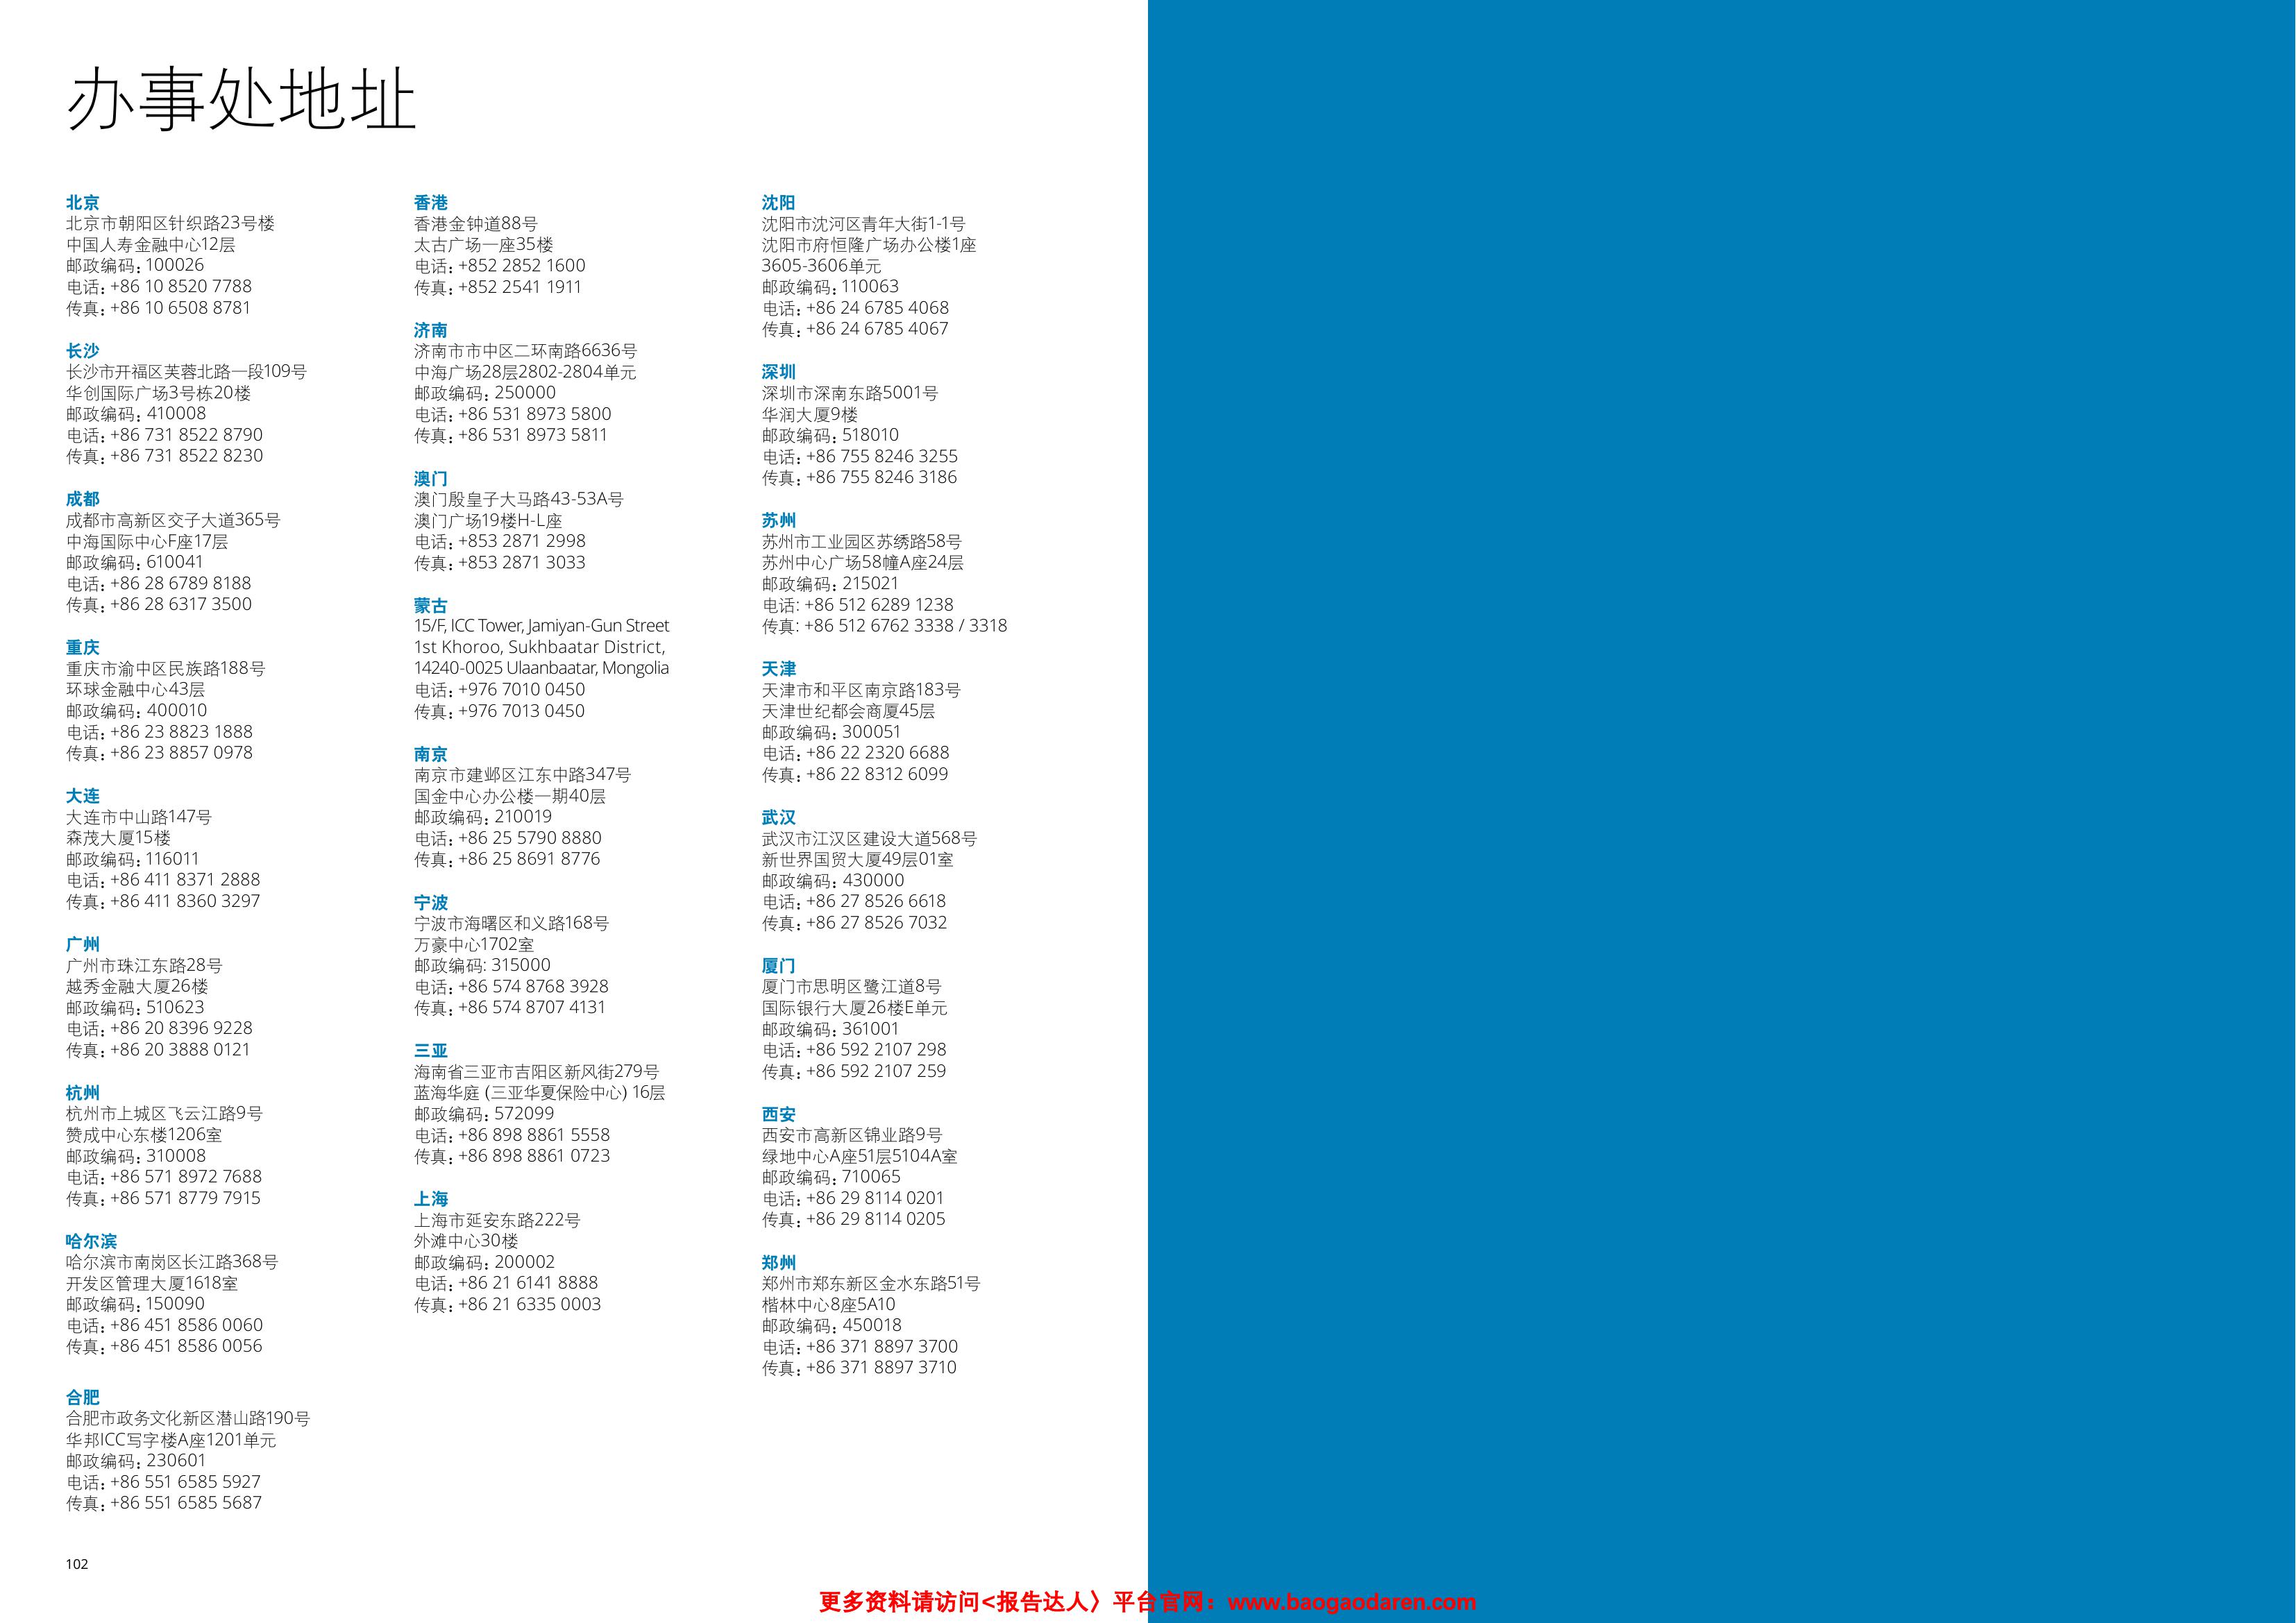 办事处地址
北京
北京市朝阳区针织路23号楼
中国人寿金融中心12层
邮政编码：100026
电话：+86 10 8520 7788
传真：+86 10 6508 8781
长沙
长沙市开福区芙蓉北路一段109号
华创国际广场3号栋20楼
邮政编码：410008
电话：+86 731 8522 8790
传真：+86 731 8522 8230
成都
成都市高新区交子大道365号
中海国际中心F座17层
邮政编码：610041
电话：+86 28 6789 8188
传真：+86 28 6317 3500
重庆
重庆市渝中区民族路188号
环球金融中心43层
邮政编码：400010
电话：+86 23 8823 1888
传真：+86 23 8857 0978
大连
大连市中山路147号
森茂大厦15楼
邮政编码：116011
电话：+86 411 8371 2888
传真：+86 411 8360 3297
广州
广州市珠江东路28号
越秀金融大厦26楼
邮政编码：510623
电话：+86 20 8396 9228
传真：+86 20 3888 0121
杭州
杭州市上城区飞云江路9号
赞成中心东楼1206室
邮政编码：310008
电话：+86 571 8972 7688
传真：+86 571 8779 7915
哈尔滨
哈尔滨市南岗区长江路368号
开发区管理大厦1618室
邮政编码：150090
电话：+86 451 8586 0060
传真：+86 451 8586 0056
合肥
合肥市政务文化新区潜山路190号
华邦ICC写字楼A座1201单元
邮政编码：230601
电话：+86 551 6585 5927
传真：+86 551 6585 5687
香港
香港金钟道88号
太古广场一座35楼
电话：+852 2852 1600
传真：+852 2541 1911
济南
济南市市中区二环南路6636号
中海广场28层2802-2804单元
邮政编码：250000
电话：+86 531 8973 5800
传真：+86 531 8973 5811
澳门
澳门殷皇子大马路43-53A号
澳门广场19楼H-L座
电话：+853 2871 2998
传真：+853 2871 3033
蒙古
15/F, ICC Tower, Jamiyan-Gun Street
1st Khoroo, Sukhbaatar District,
14240-0025 Ulaanbaatar, Mongolia
电话：+976 7010 0450
传真：+976 7013 0450
南京
南京市建邺区江东中路347号
国金中心办公楼一期40层
邮政编码：210019
电话：+86 25 5790 8880
传真：+86 25 8691 8776
宁波
宁波市海曙区和义路168号
万豪中心1702室
邮政编码: 315000
电话：+86 574 8768 3928
传真：+86 574 8707 4131
三亚
海南省三亚市吉阳区新风街279号
蓝海华庭 (三亚华夏保险中心) 16层
邮政编码：572099
电话：+86 898 8861 5558
传真：+86 898 8861 0723
上海
上海市延安东路222号
外滩中心30楼
邮政编码：200002
电话：+86 21 6141 8888
传真：+86 21 6335 0003
沈阳
沈阳市沈河区青年大街1-1号
沈阳市府恒隆广场办公楼1座
3605-3606单元
邮政编码：110063
电话：+86 24 6785 4068
传真：+86 24 6785 4067
深圳
深圳市深南东路5001号
华润大厦9楼
邮政编码：518010
电话：+86 755 8246 3255
传真：+86 755 8246 3186
苏州
苏州市工业园区苏绣路58号
苏州中心广场58幢A座24层
邮政编码：215021
电话: +86 512 6289 1238
传真: +86 512 6762 3338 / 3318
天津
天津市和平区南京路183号
天津世纪都会商厦45层
邮政编码：300051
电话：+86 22 2320 6688
传真：+86 22 8312 6099
武汉
武汉市江汉区建设大道568号
新世界国贸大厦49层01室
邮政编码：430000
电话：+86 27 8526 6618
传真：+86 27 8526 7032
厦门
厦门市思明区鹭江道8号
国际银行大厦26楼E单元
邮政编码：361001
电话：+86 592 2107 298
传真：+86 592 2107 259
西安
西安市高新区锦业路9号
绿地中心A座51层5104A室
邮政编码：710065
电话：+86 29 8114 0201
传真：+86 29 8114 0205
郑州
郑州市郑东新区金水东路51号
楷林中心8座5A10
邮政编码：450018
电话：+86 371 8897 3700
传真：+86 371 8897 3710
102
更多资料请访问<报告达人〉平台官网：www.baogaodaren.com